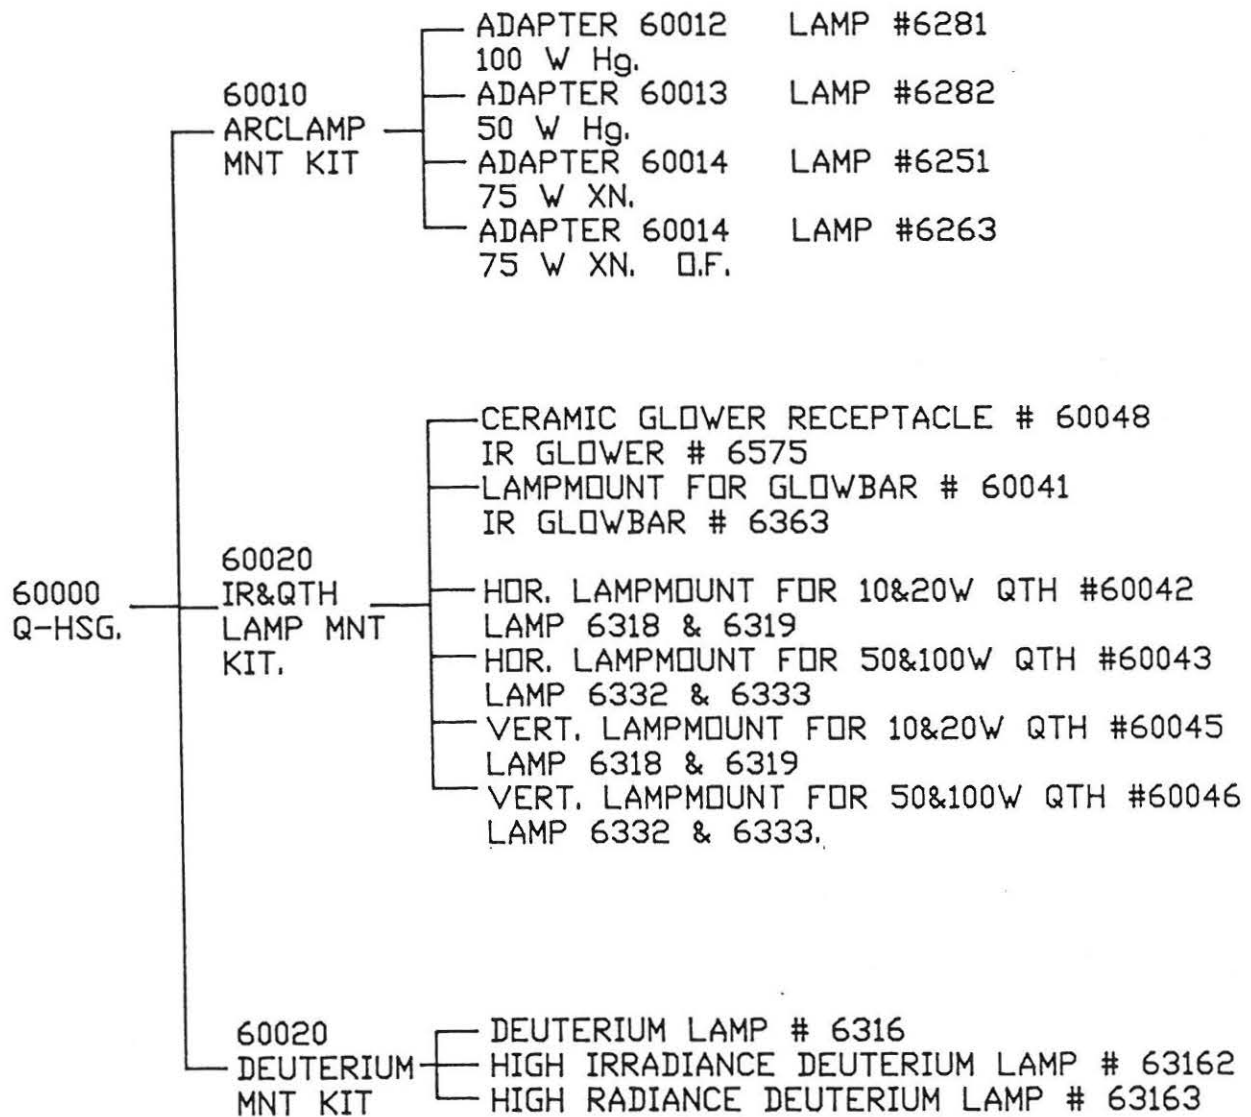 ADAPTER 60012 LAMP #6281
100 W Hg.
60010
ARCLAMP
MNT KIT
ADAPTER 60013 LAMP #6282
50 W Hg.
ADAPTER 60014 LAMP #6251
75 W XN.
ADAPTER 60014 LAMP #6263
75 W XN. O.F.
60000
Q-HSG.
60020
IR&QTH
LAMP MNT
KIT.
CERAMIC GLOWER RECEPTACLE # 60048
IR GLOWER # 6575
LAMPMOUNT FOR GLOWBAR # 60041
IR GLOWBAR # 6363
HOR. LAMPMOUNT FOR 10&20W QTH #60042
LAMP 6318 & 6319
HOR. LAMPMOUNT FOR 50&100W QTH #60043
LAMP 6332 & 6333
VERT. LAMPMOUNT FOR 10&20W QTH #60045
LAMP 6318 & 6319
VERT. LAMPMOUNT FOR 50&100W QTH #60046
LAMP 6332 & 6333.
60020
DEUTERIUM
MNT KIT
DEUTERIUM LAMP # 6316
HIGH IRRADIANCE DEUTERIUM LAMP # 63162
HIGH RADIANCE DEUTERIUM LAMP # 63163